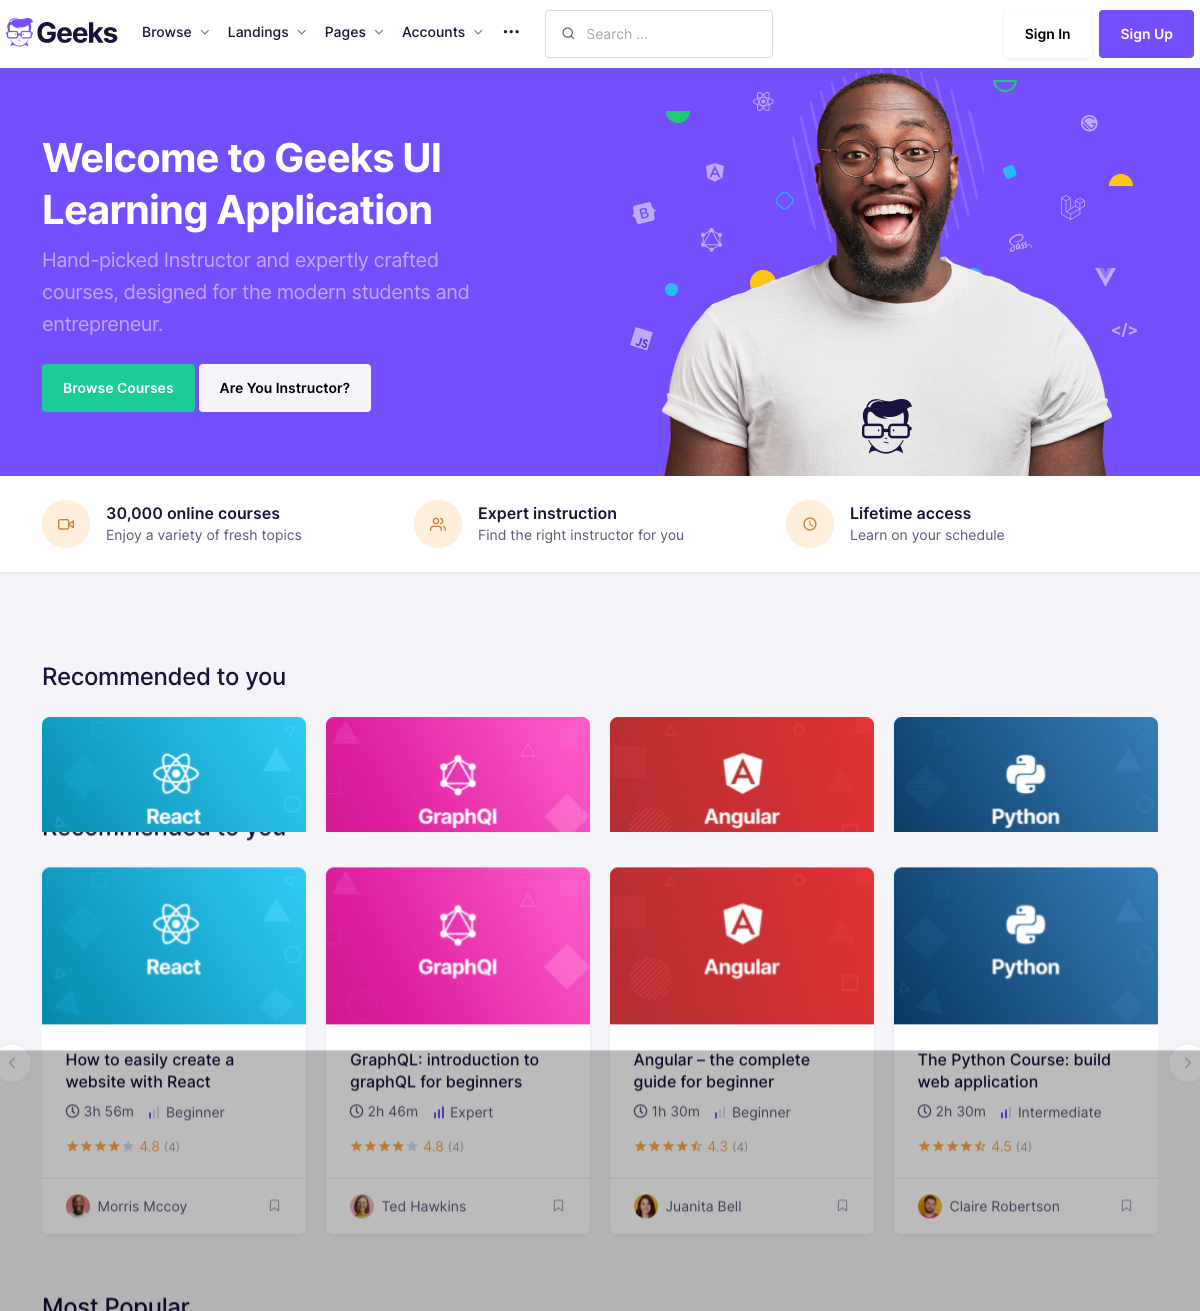 Geeks
Browse
Landings
Pages
Accounts
Search ...
Sign In
Sign Up
Welcome to Geeks UI
Learning Application
Hand-picked Instructor and expertly crafted
courses, designed for the modern students and
entrepreneur.
Browse Courses
Are You Instructor?
A
B
Sass
JS
</>
30,000 online courses
Enjoy a variety of fresh topics
Expert instruction
Find the right instructor for you
Lifetime access
Learn on your schedule
Recommended to you
React
GraphQl
Angular
Python
Recommended to you
React
GraphQl
Angular
Python
How to easily create a
website with React
3h 56m
Beginner
4.8 (4)
Morris Mccoy
GraphQL: introduction to
graphQL for beginners
2h 46m
Expert
4.8 (4)
Ted Hawkins
Angular – the complete
guide for beginner
1h 30m
Beginner
4.3 (4)
Juanita Bell
The Python Course: build
web application
2h 30m
Intermediate
4.5 (4)
Claire Robertson
Most Popular